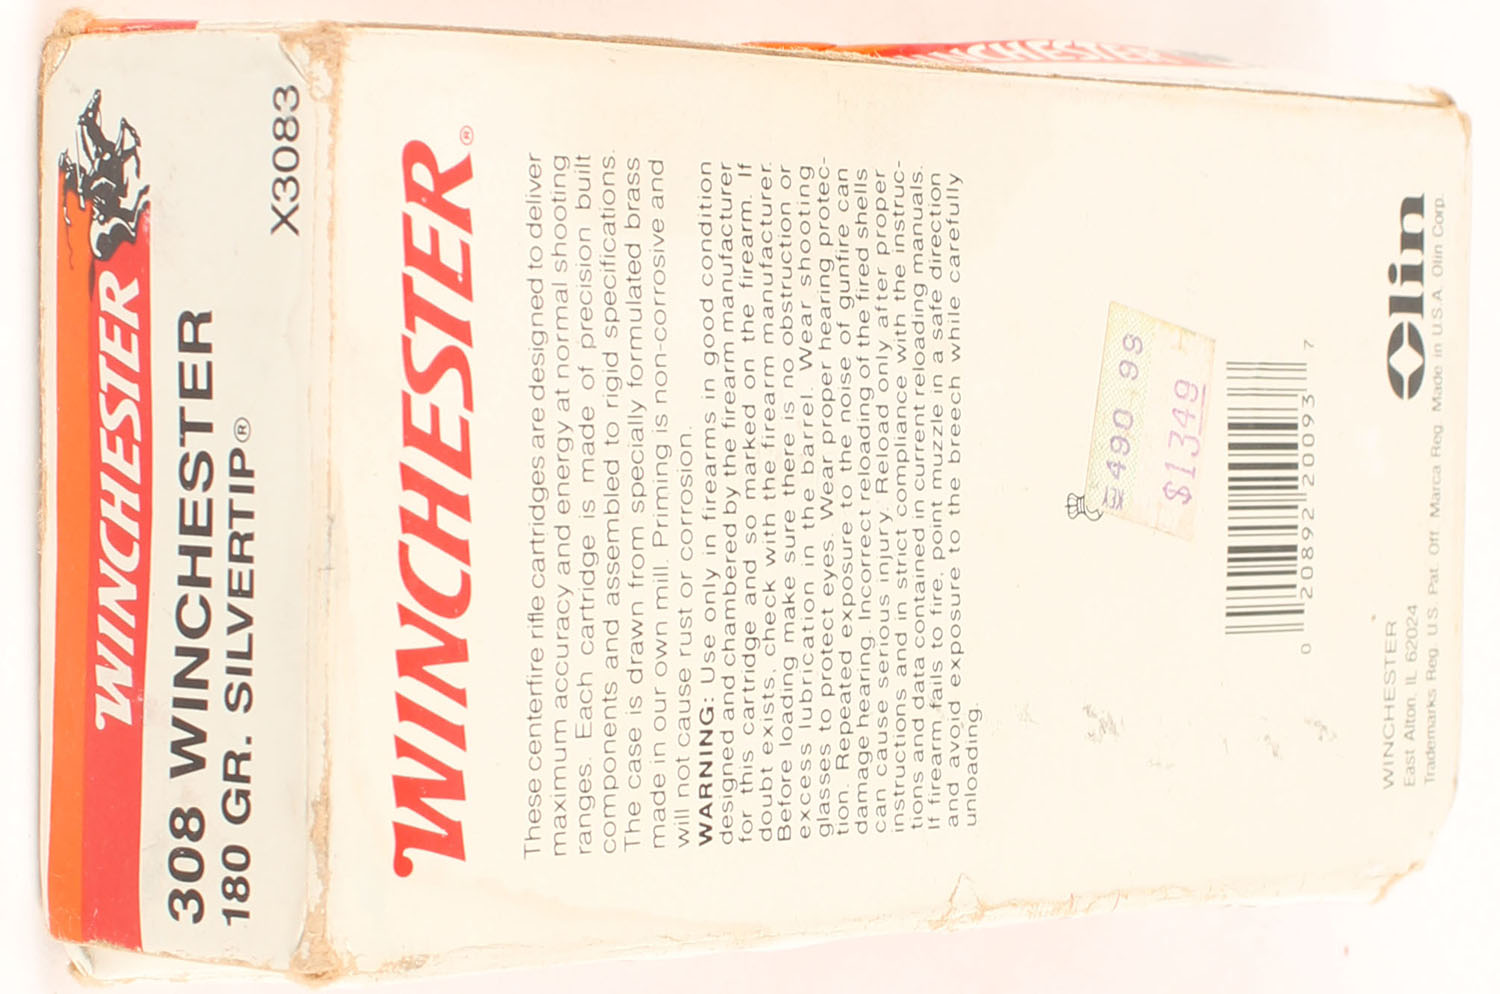 WINCHESTER
308 WINCHESTER
180 GR. SILVERTIP®
X3083
WINCHESTER®
These centerfire rifle cartridges are designed to deliver
maximum accuracy and energy at normal shooting
ranges. Each cartridge is made of precision built
components and assembled to rigid specifications.
The case is drawn from specially formulated brass
made in our own mill. Priming is non-corrosive and
will not cause rust or corrosion.
WARNING: Use only in firearms in good condition
designed and chambered by the firearm manufacturer
for this cartridge and so marked on the firearm. If
doubt exists, check with the firearm manufacturer.
Before loading make sure there is no obstruction or
excess lubrication in the barrel. Wear shooting
glasses to protect eyes. Wear proper hearing protec-
tion. Repeated exposure to the noise of gunfire can
damage hearing. Incorrect reloading of the fired shells
can cause serious injury. Reload only after proper
instructions and in strict compliance with the instruc-
tions and data contained in current reloading manuals.
If firearm fails to fire, point muzzle in a safe direction
and avoid exposure to the breech while carefully
unloading.
490 99
$1349
0 20892 20093 7
WINCHESTER
East Alton, IL 62024
Olin
Trademarks Reg. U.S. Pat. Off. Marca Reg. Made in U.S.A. Olin Corp.
WINCHESTER